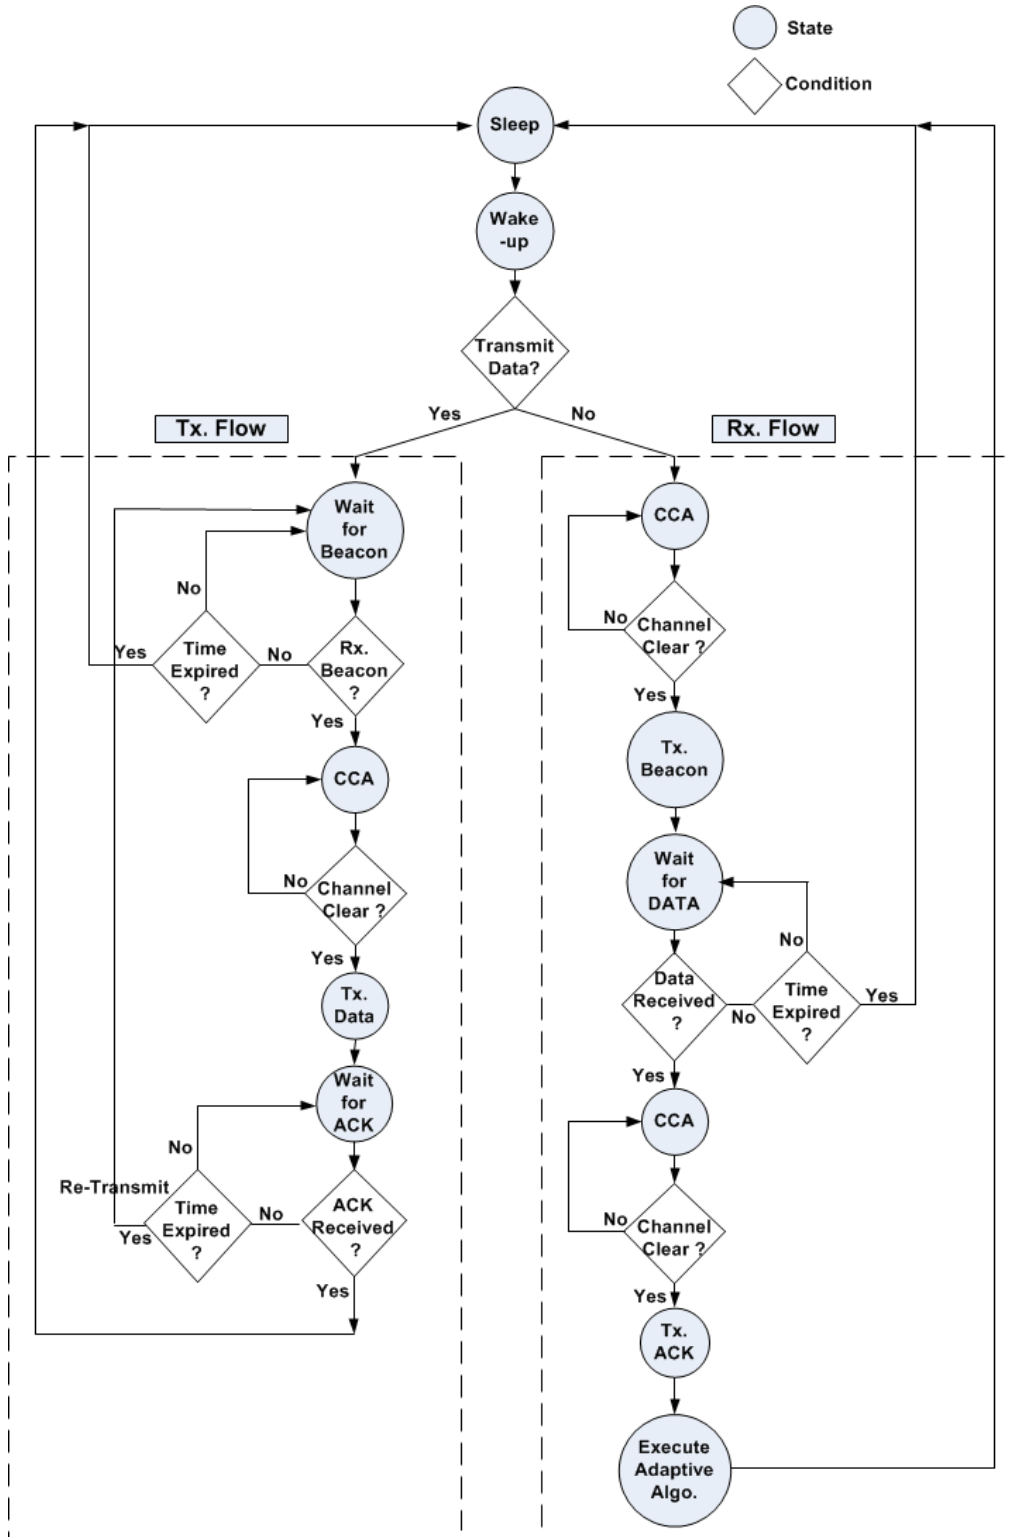 State
Condition
Sleep
Wake
-up
Transmit
Data?
Yes
No
Tx. Flow
Rx. Flow
Wait
for
Beacon
No
Yes
Time
Expired
?
No
Rx.
Beacon
?
Yes
CCA
No
Channel
Clear ?
Yes
Tx.
Data
Wait
for
ACK
No
Re-Transmit
Yes
Time
Expired
?
No
ACK
Received
?
Yes
CCA
No
Channel
Clear ?
Yes
Tx.
Beacon
Wait
for
DATA
No
Data
Received
?
No
Time
Expired
?
Yes
Yes
CCA
No
Channel
Clear ?
Yes
Tx.
ACK
Execute
Adaptive
Algo.